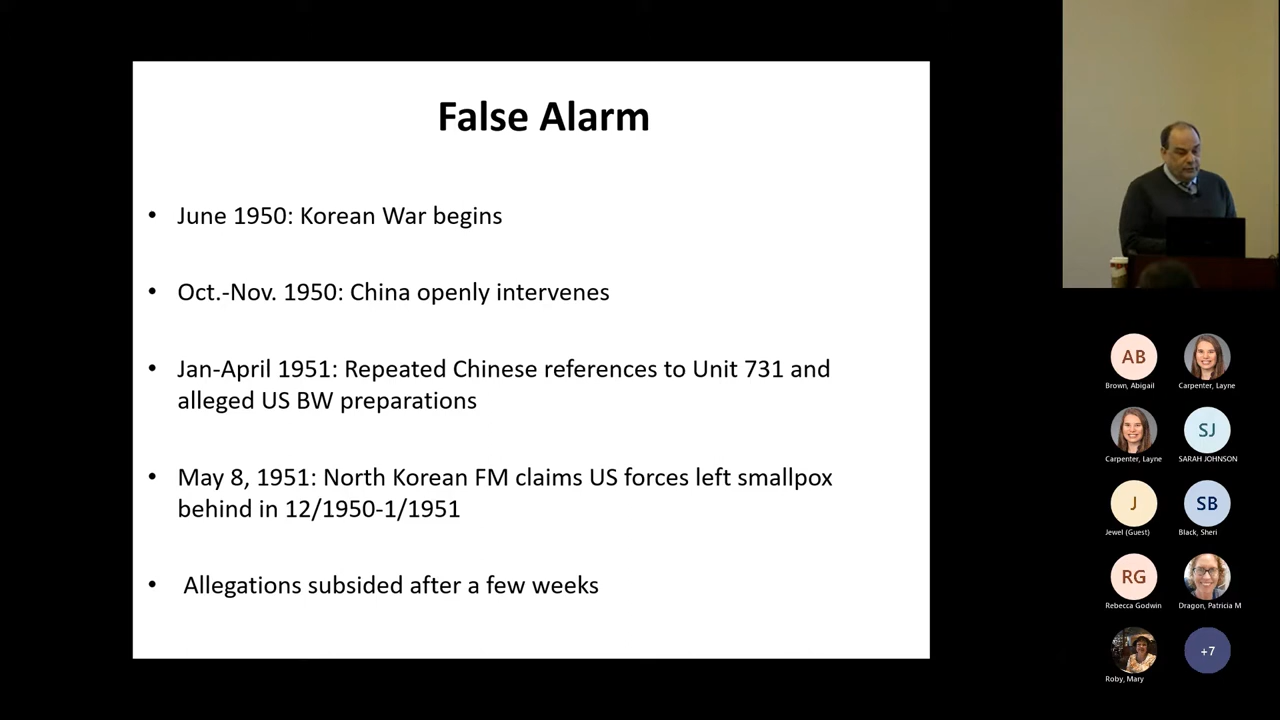 False Alarm
• June 1950: Korean War begins
• Oct.-Nov. 1950: China openly intervenes
• Jan-April 1951: Repeated Chinese references to Unit 731 and
alleged US BW preparations
• May 8, 1951: North Korean FM claims US forces left smallpox
behind in 12/1950-1/1951
• Allegations subsided after a few weeks
AB
Brown, Abigail
Carpenter, Layne
Carpenter, Layne
SJ
SARAH JOHNSON
J
Jewel (Guest)
SB
Black, Sheri
RG
Rebecca Godwin
Dragon, Patricia M
Roby, Mary
+7